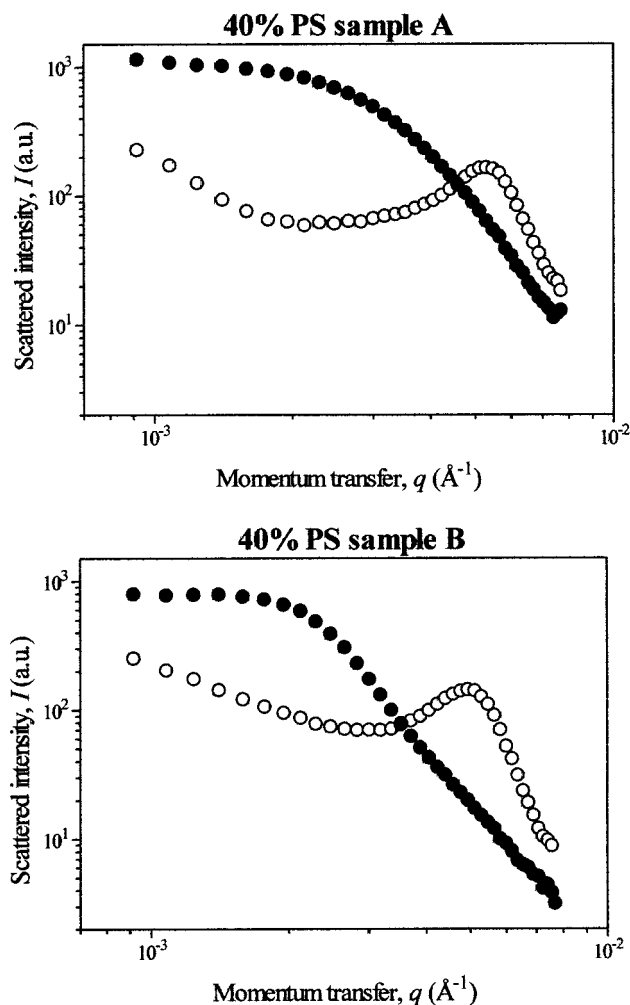 40% PS sample A
10³
10²
10¹
Scattered intensity, I (a.u.)
10⁻³
10⁻²
Momentum transfer, q (Å⁻¹)
40% PS sample B
10³
10²
10¹
Scattered intensity, I (a.u.)
10⁻³
10⁻²
Momentum transfer, q (Å⁻¹)